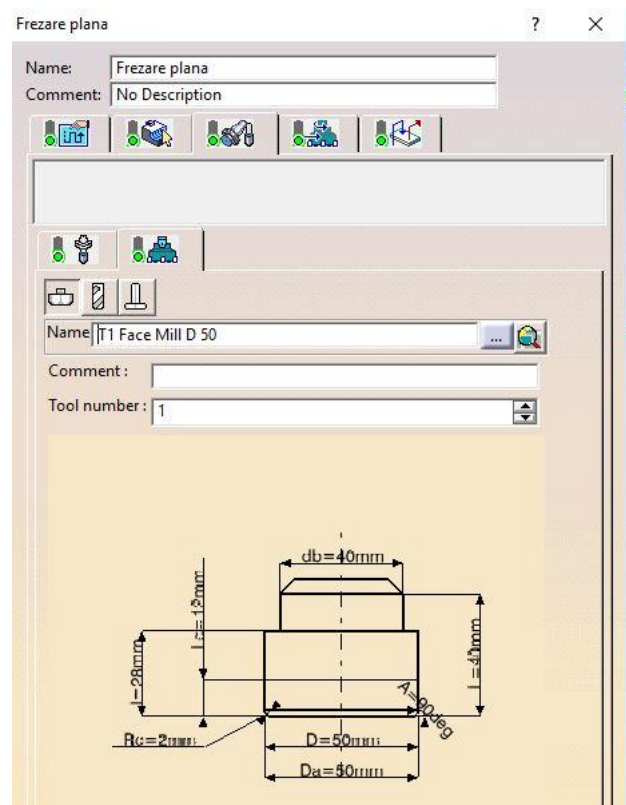 Frezare plana ? ×
Name: Frezare plana
Comment: No Description
Name T1 Face Mill D 50 ...
Comment :
Tool number : 1
db=40mm
Lc=12mm
l=28mm
L=40mm
A=90deg
Rc=2mm
D=50mm
Da=50mm